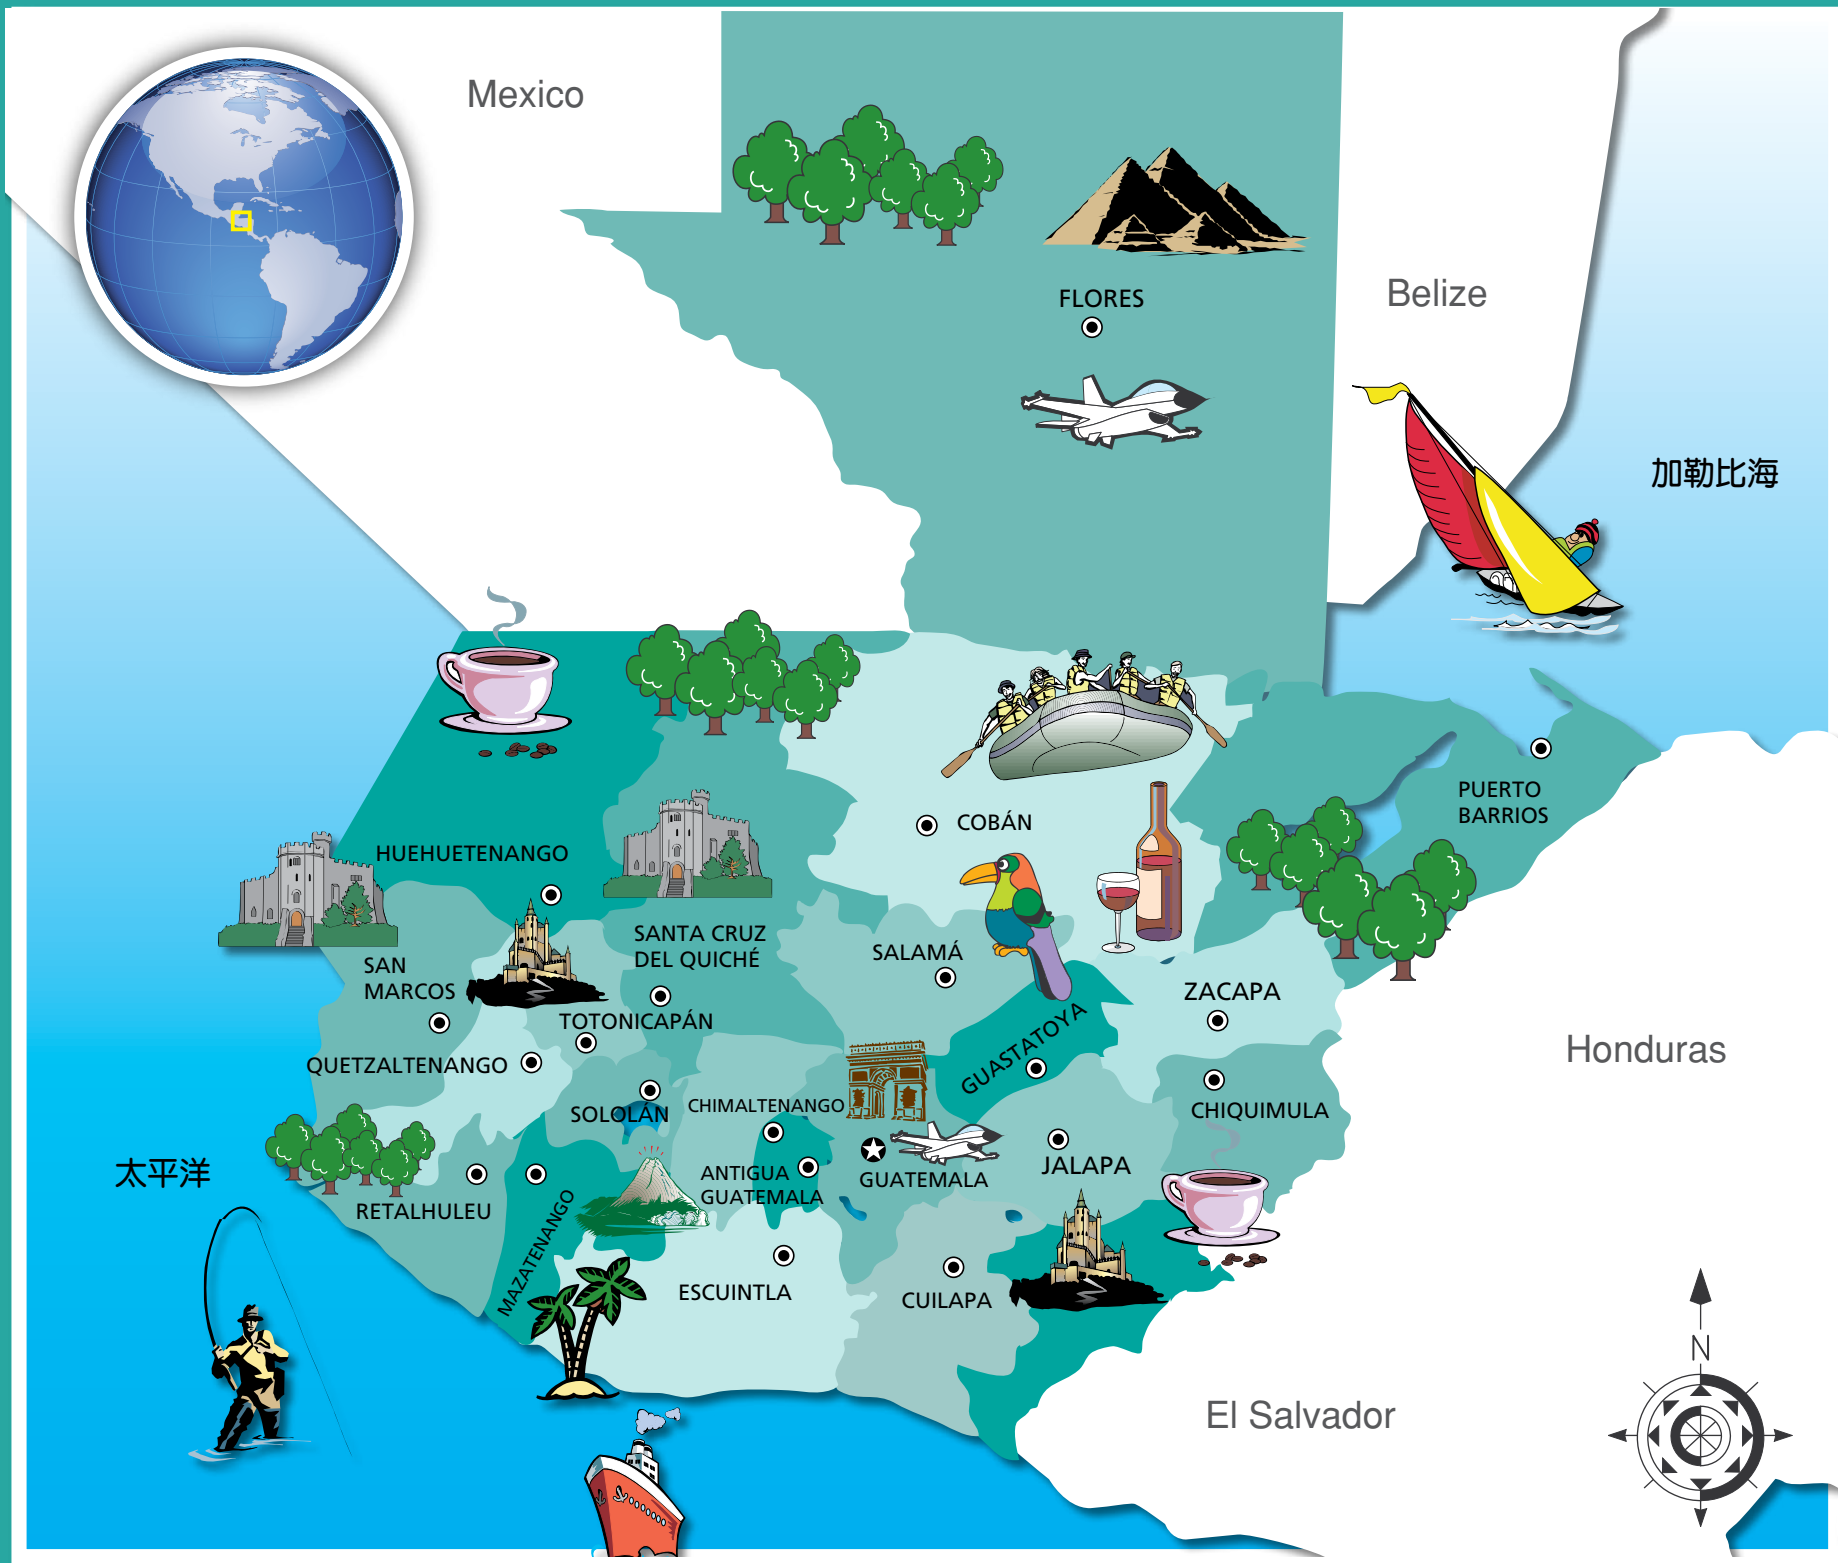 Mexico
FLORES
Belize
加勒比海
PUERTO
BARRIOS
COBÁN
HUEHUETENANGO
SANTA CRUZ
DEL QUICHÉ
SALAMÁ
SAN
MARCOS
ZACAPA
TOTONICAPÁN
GUASTATOYA
QUETZALTENANGO
Honduras
SOLOLÁN
CHIMALTENANGO
CHIQUIMULA
太平洋
ANTIGUA
GUATEMALA
GUATEMALA
JALAPA
RETALHULEU
MAZATENANGO
ESCUINTLA
CUILAPA
N
El Salvador